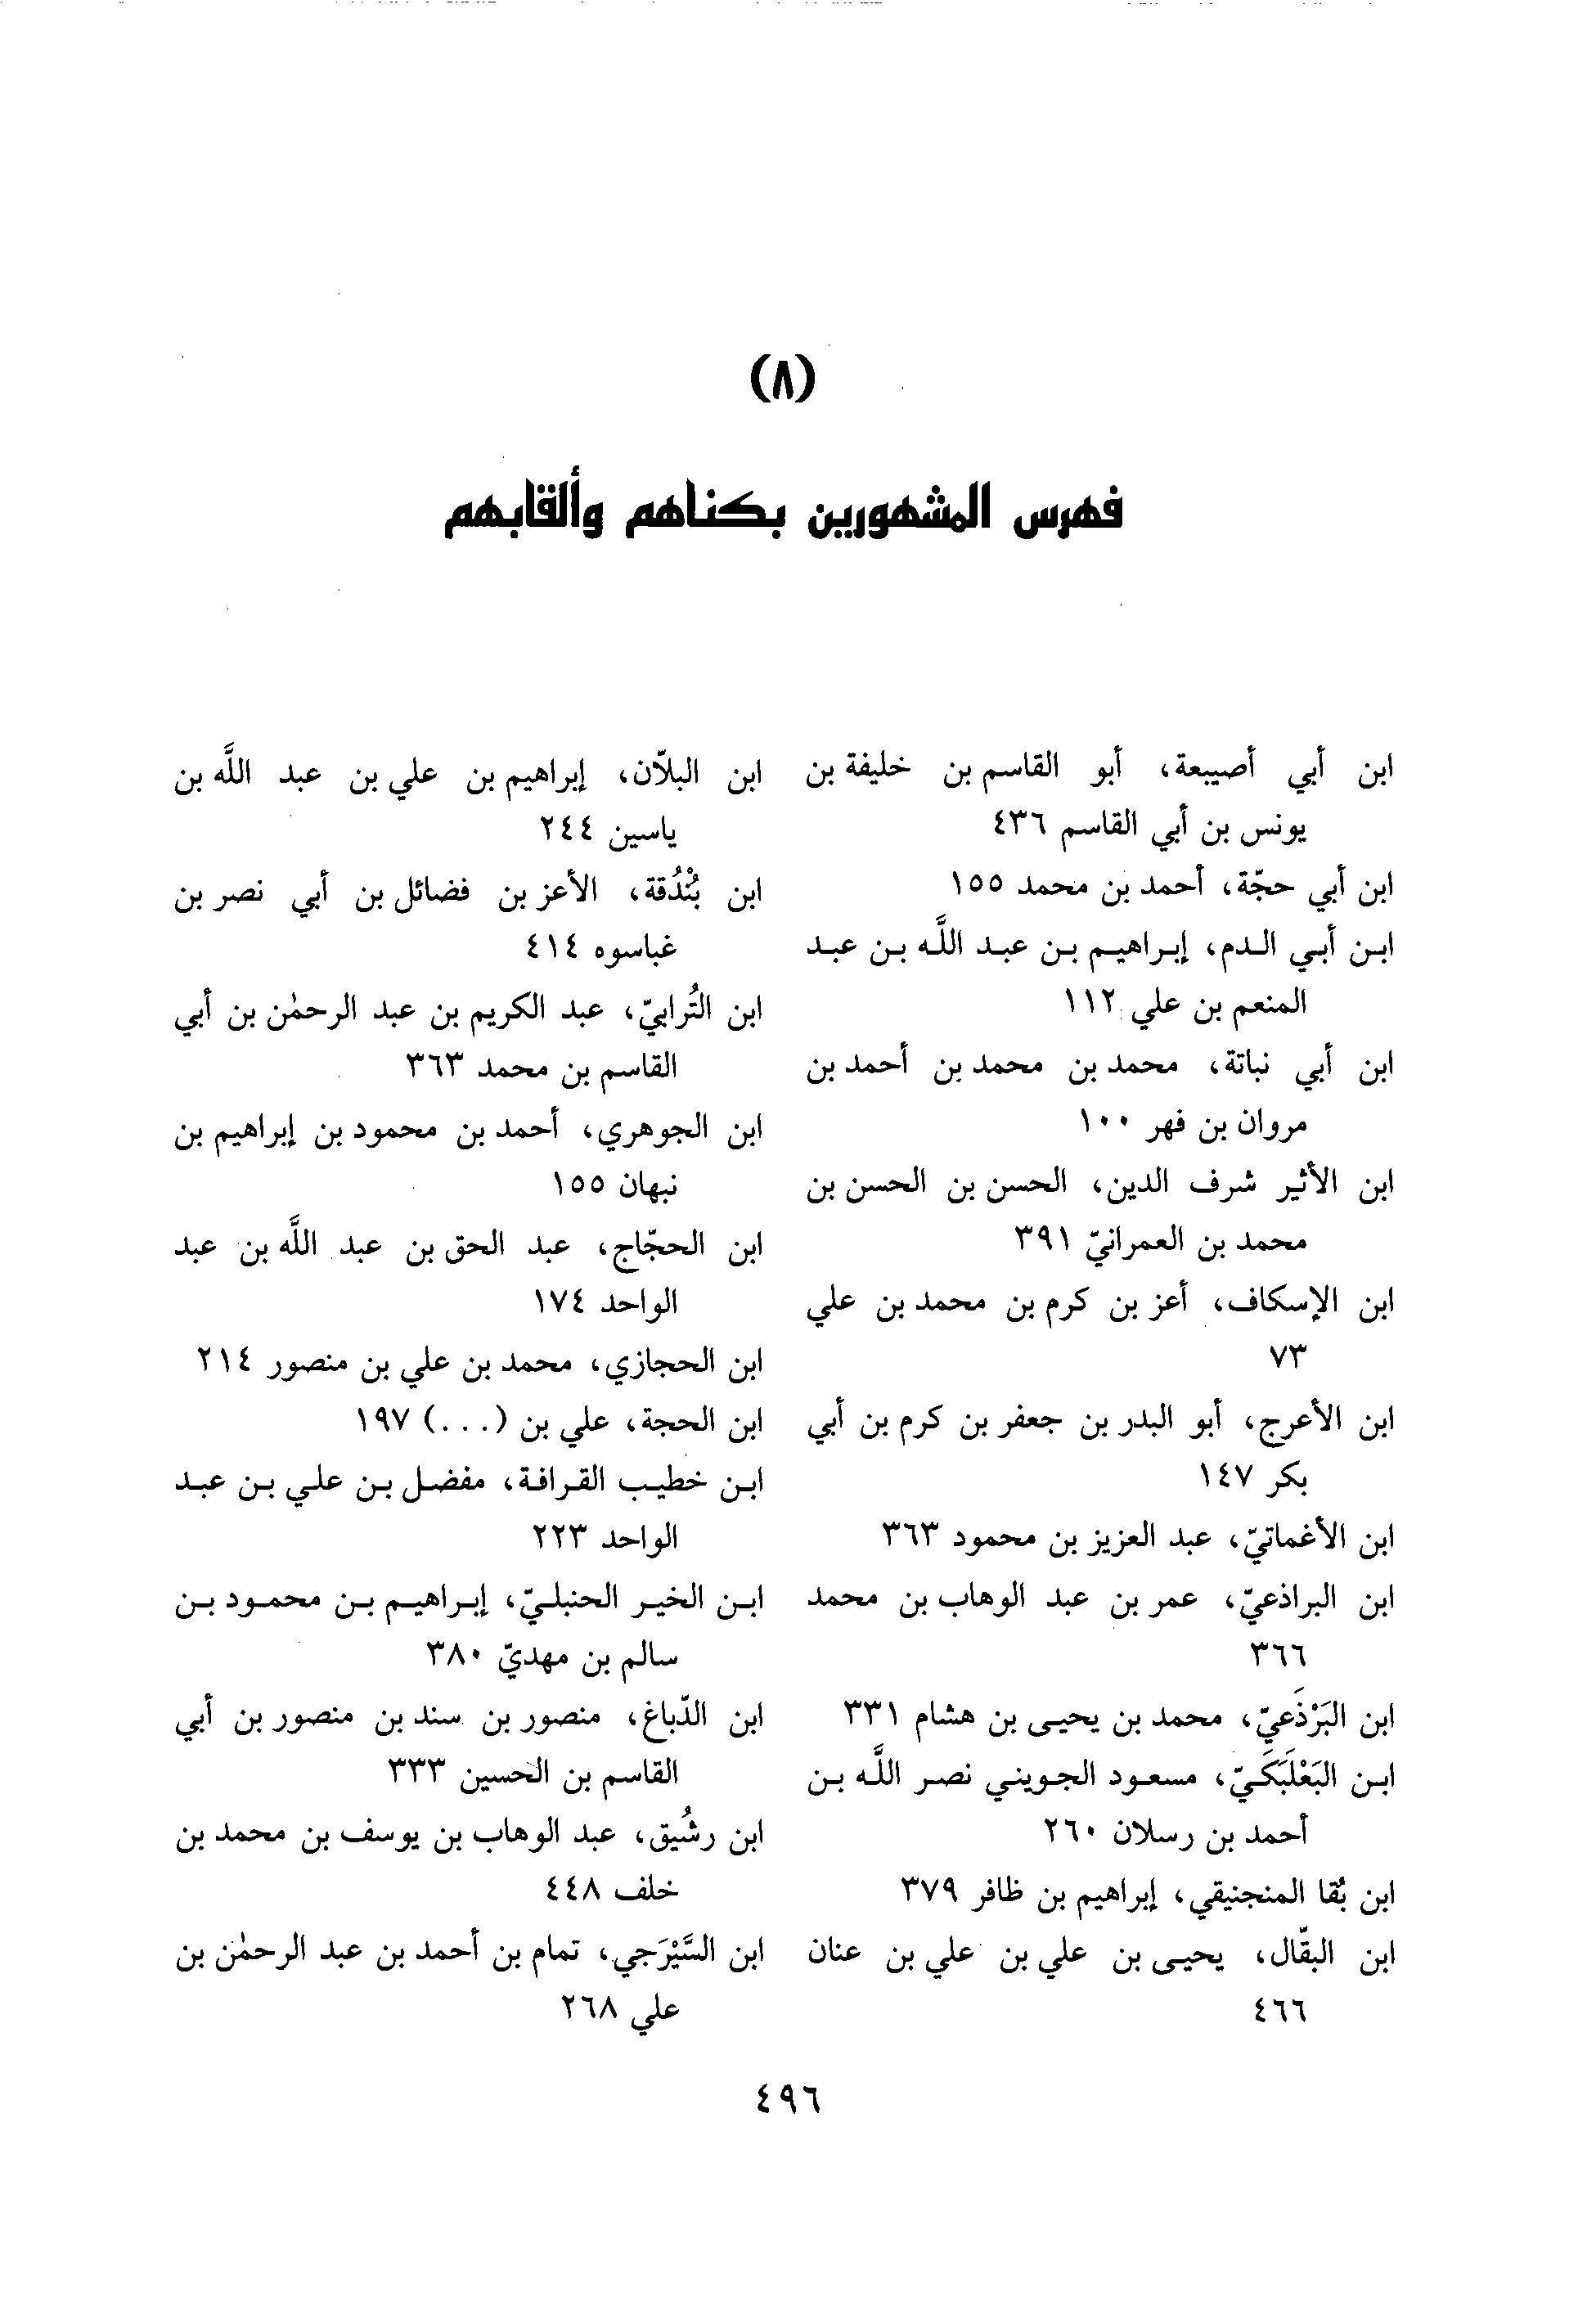 (٨)
فهرس المشهورين بكناهم وألقابهم
ابن أبي أصيبعة، أبو القاسم بن خليفة بن
يونس بن أبي القاسم ٤٣٦
ابن أبي حجّة، أحمد بن محمد ١٥٥
ابن أبي الدم، إبراهيم بن عبد اللَّه بن عبد
المنعم بن علي ١١٢
ابن أبي نباتة، محمد بن محمد بن أحمد بن
مروان بن فهر ١٠٠
ابن الأثير شرف الدين، الحسن بن الحسن بن
محمد بن العمرانيّ ٣٩١
ابن الإسكاف، أعز بن كرم بن محمد بن علي
٧٣
ابن الأعرج، أبو البدر بن جعفر بن كرم بن أبي
بكر ١٤٧
ابن الأغماتيّ، عبد العزيز بن محمود ٣٦٣
ابن البراذعيّ، عمر بن عبد الوهاب بن محمد
٣٦٦
ابن البَرْذَعيّ، محمد بن يحيى بن هشام ٣٣١
ابن البَعْلَبَكَيّ، مسعود الجويني نصر اللَّه بن
أحمد بن رسلان ٢٦٠
ابن بُقا المنجنيقي، إبراهيم بن ظافر ٣٧٩
ابن البقّال، يحيى بن علي بن علي بن عنان
٤٦٦
ابن البلاّن، إبراهيم بن علي بن عبد اللَّه بن
ياسين ٢٤٤
ابن بُنْدُقة، الأعز بن فضائل بن أبي نصر بن
غباسوه ٤١٤
ابن التُرابيّ، عبد الكريم بن عبد الرحمٰن بن أبي
القاسم بن محمد ٣٦٣
ابن الجوهري، أحمد بن محمود بن إبراهيم بن
نبهان ١٥٥
ابن الحجّاج، عبد الحق بن عبد اللَّه بن عبد
الواحد ١٧٤
ابن الحجازي، محمد بن علي بن منصور ٢١٤
ابن الحجة، علي بن (...) ١٩٧
ابن خطيب القرافة، مفضل بن علي بن عبد
الواحد ٢٢٣
ابن الخير الحنبليّ، إبراهيم بن محمود بن
سالم بن مهديّ ٣٨٠
ابن الدّباغ، منصور بن سند بن منصور بن أبي
القاسم بن الحسين ٣٣٣
ابن رشُيق، عبد الوهاب بن يوسف بن محمد بن
خلف ٤٤٨
ابن السَّيْرَجي، تمام بن أحمد بن عبد الرحمٰن بن
علي ٢٦٨
٤٩٦